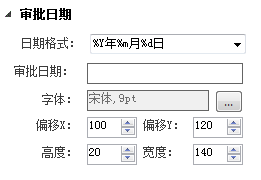 审批日期
日期格式: %Y年%m月%d日
审批日期:
字体: 宋体,9pt ...
偏移X: 100 偏移Y: 120
高度: 20 宽度: 140